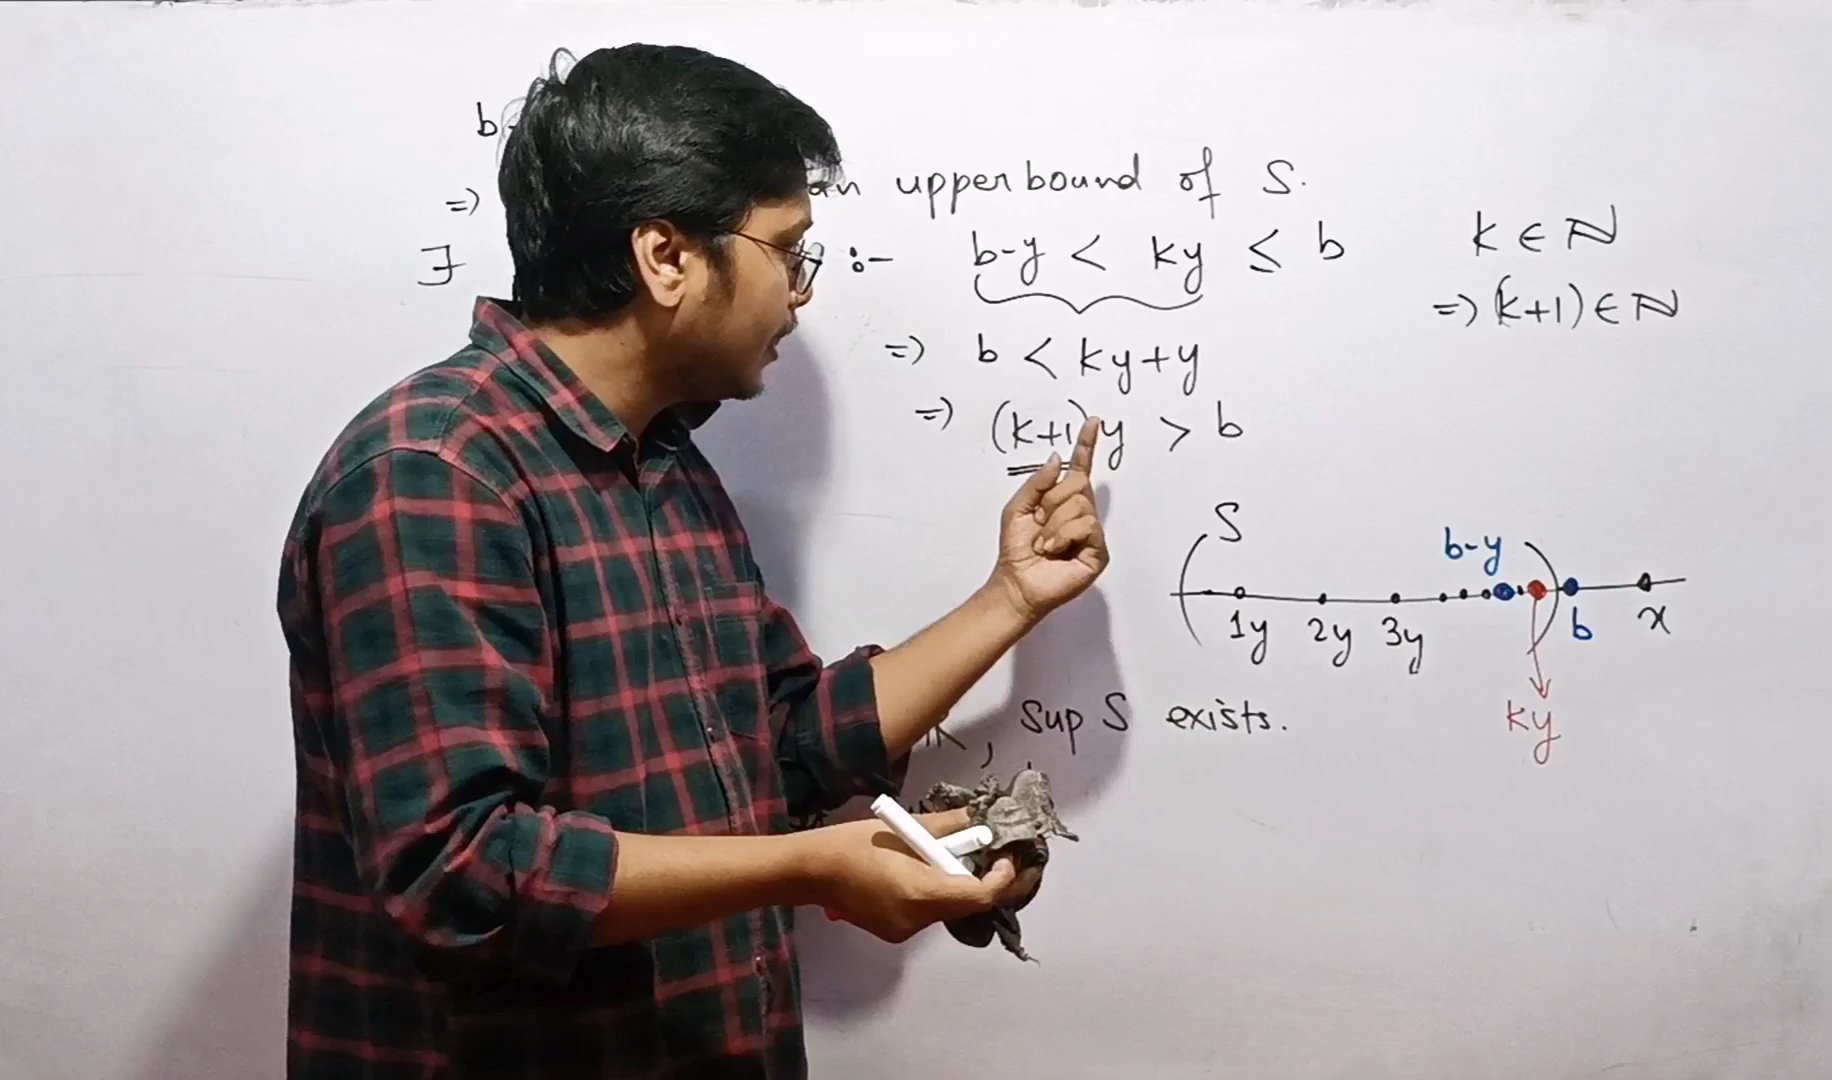 b-
=) an upper bound of S.
∃ :- b-y < ky ≤ b
k ∈ ℕ
=) (k+1) ∈ ℕ
=) b < ky+y
=) (k+1)y > b
S
b-y
1y 2y 3y b x
ky
, Sup S exists.